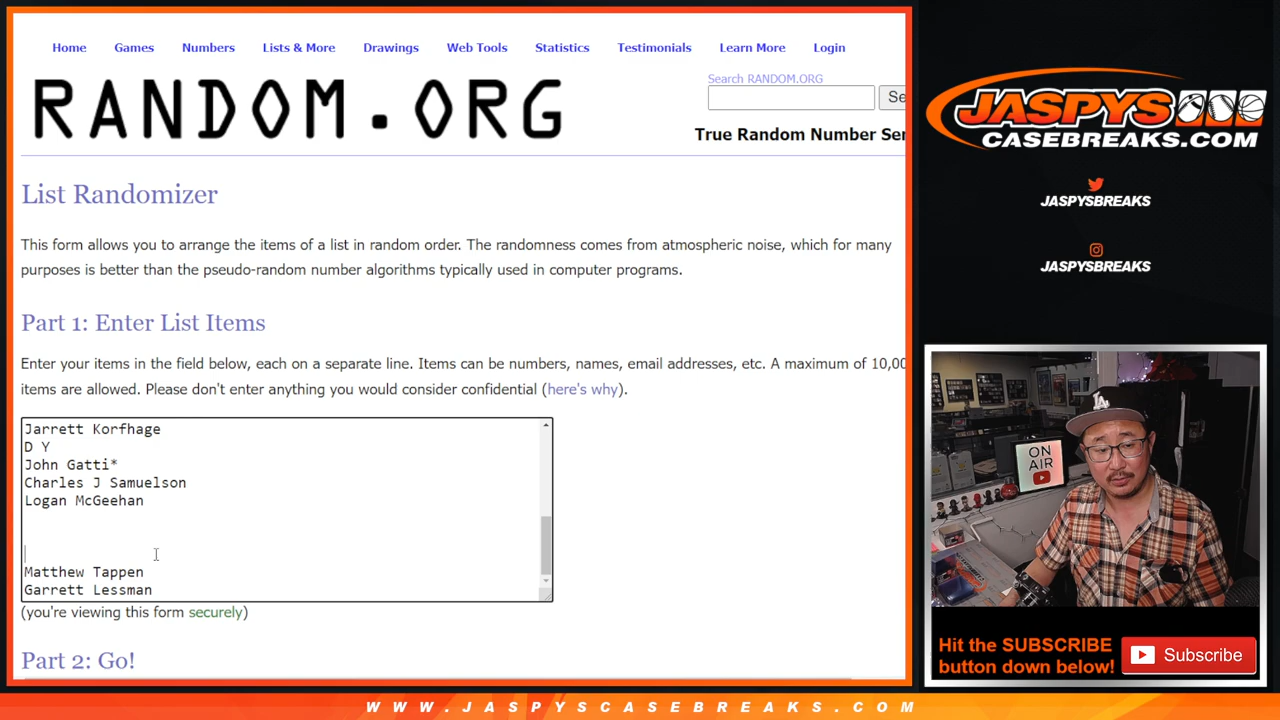 Home Games Numbers Lists & More Drawings Web Tools Statistics Testimonials Learn More Login
RANDOM.ORG
Search RANDOM.ORG
Se
True Random Number Ser
List Randomizer
This form allows you to arrange the items of a list in random order. The randomness comes from atmospheric noise, which for many
purposes is better than the pseudo-random number algorithms typically used in computer programs.
Part 1: Enter List Items
Enter your items in the field below, each on a separate line. Items can be numbers, names, email addresses, etc. A maximum of 10,00
items are allowed. Please don't enter anything you would consider confidential (here's why).
Jarrett Korfhage
D Y
John Gatti*
Charles J Samuelson
Logan McGeehan
Matthew Tappen
Garrett Lessman
(you're viewing this form securely)
Part 2: Go!
JASPYS
CASEBREAKS.COM
JASPYSBREAKS
JASPYSBREAKS
LA
ON
AIR
Hit the SUBSCRIBE
button down below!
Subscribe
WWW.JASPYSCASEBREAKS.COM